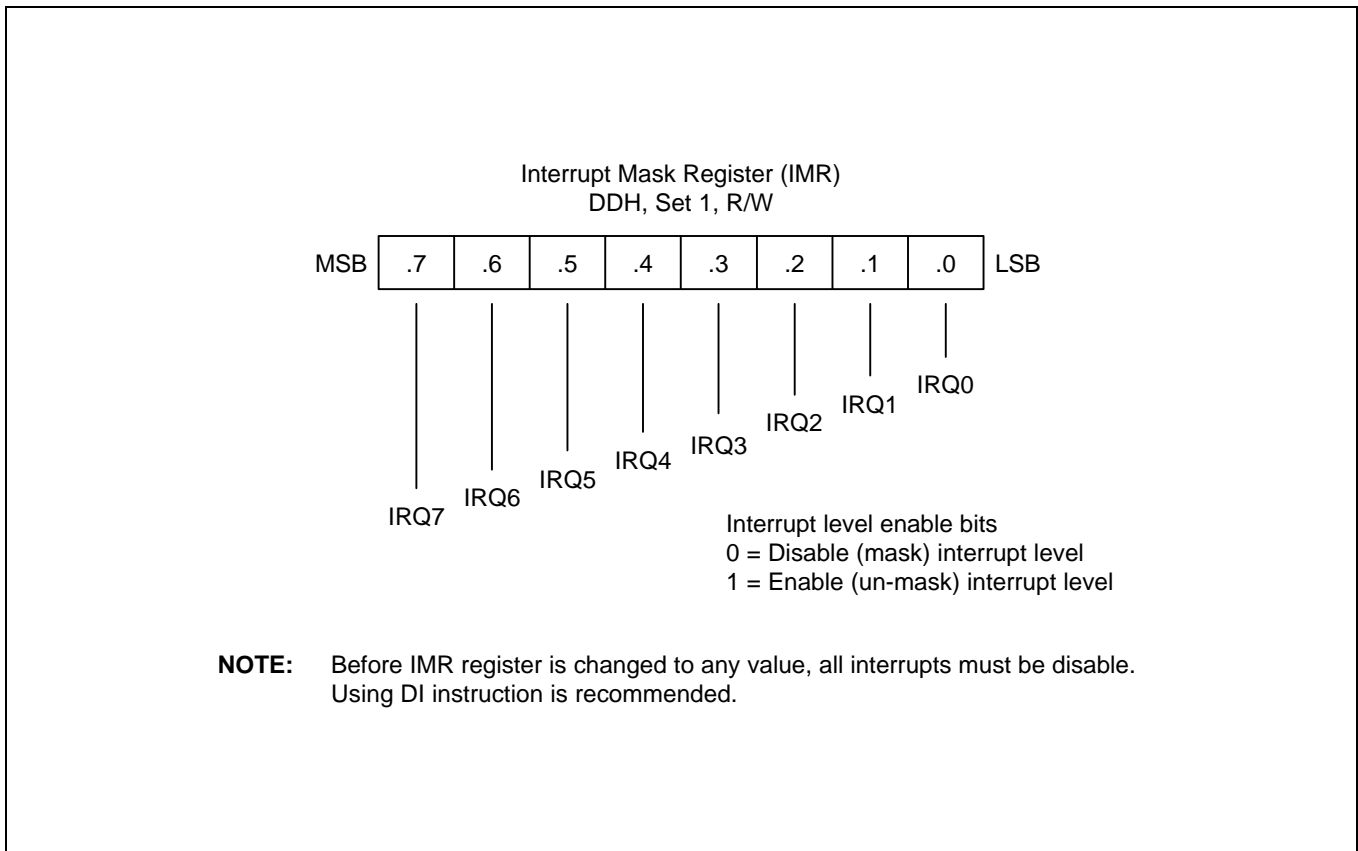 Interrupt Mask Register (IMR)
DDH, Set 1, R/W
MSB .7 .6 .5 .4 .3 .2 .1 .0 LSB
IRQ0
IRQ1
IRQ2
IRQ3
IRQ4
IRQ5
IRQ6
IRQ7
Interrupt level enable bits
0 = Disable (mask) interrupt level
1 = Enable (un-mask) interrupt level
NOTE: Before IMR register is changed to any value, all interrupts must be disable.
Using DI instruction is recommended.